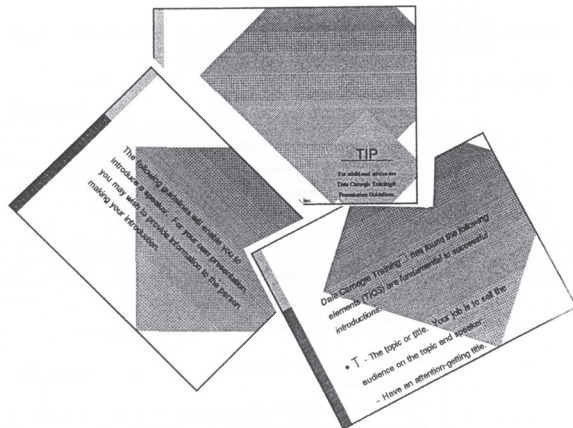 TIP
For additional advice see
Dale Carnegie Training®
Presentation Guidelines
The following guidelines will enable you to
introduce a speaker. For your own presentation,
you may wish to provide information to the person
making your introduction.
Dale Carnegie Training has found the following
elements (TIQS) are fundamental to successful
introductions:
• T - The topic or title. Your job is to sell the
audience on the topic and speaker.
– Have an attention-getting title.